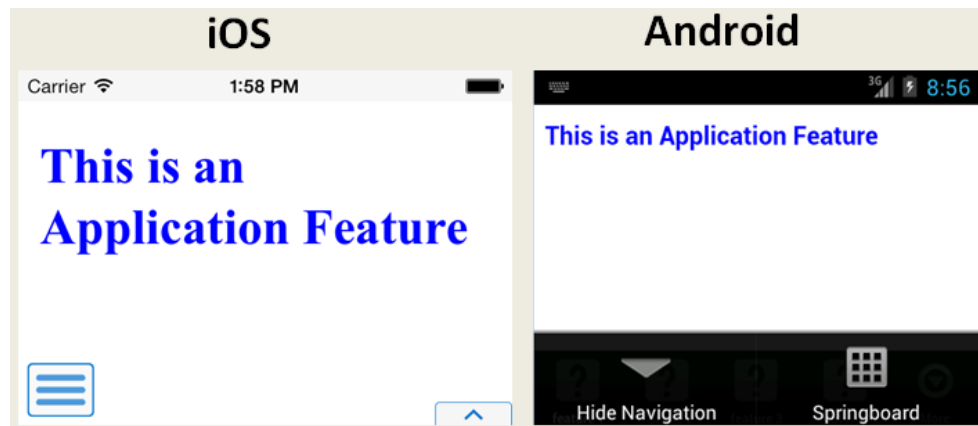 iOS
Android
Carrier
1:58 PM
3G
8:56
This is an
Application Feature
This is an Application Feature
Hide Navigation
Springboard